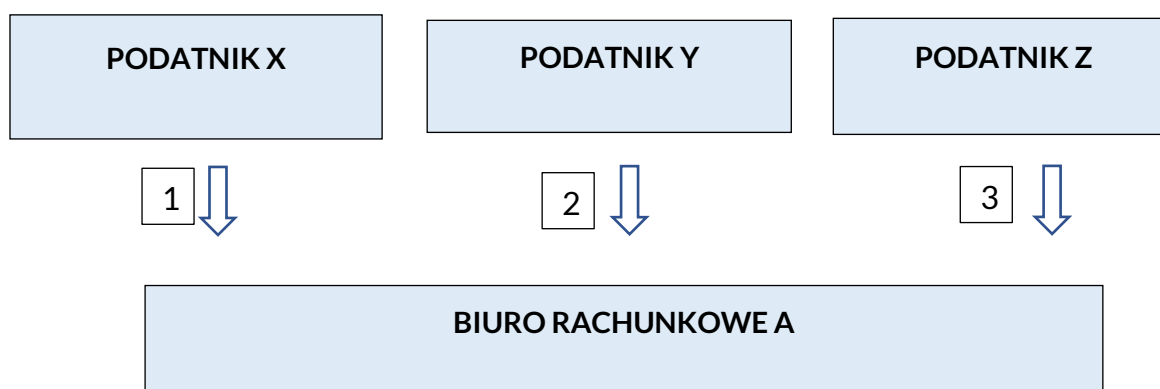 PODATNIK X
PODATNIK Y
PODATNIK Z
1
2
3
BIURO RACHUNKOWE A